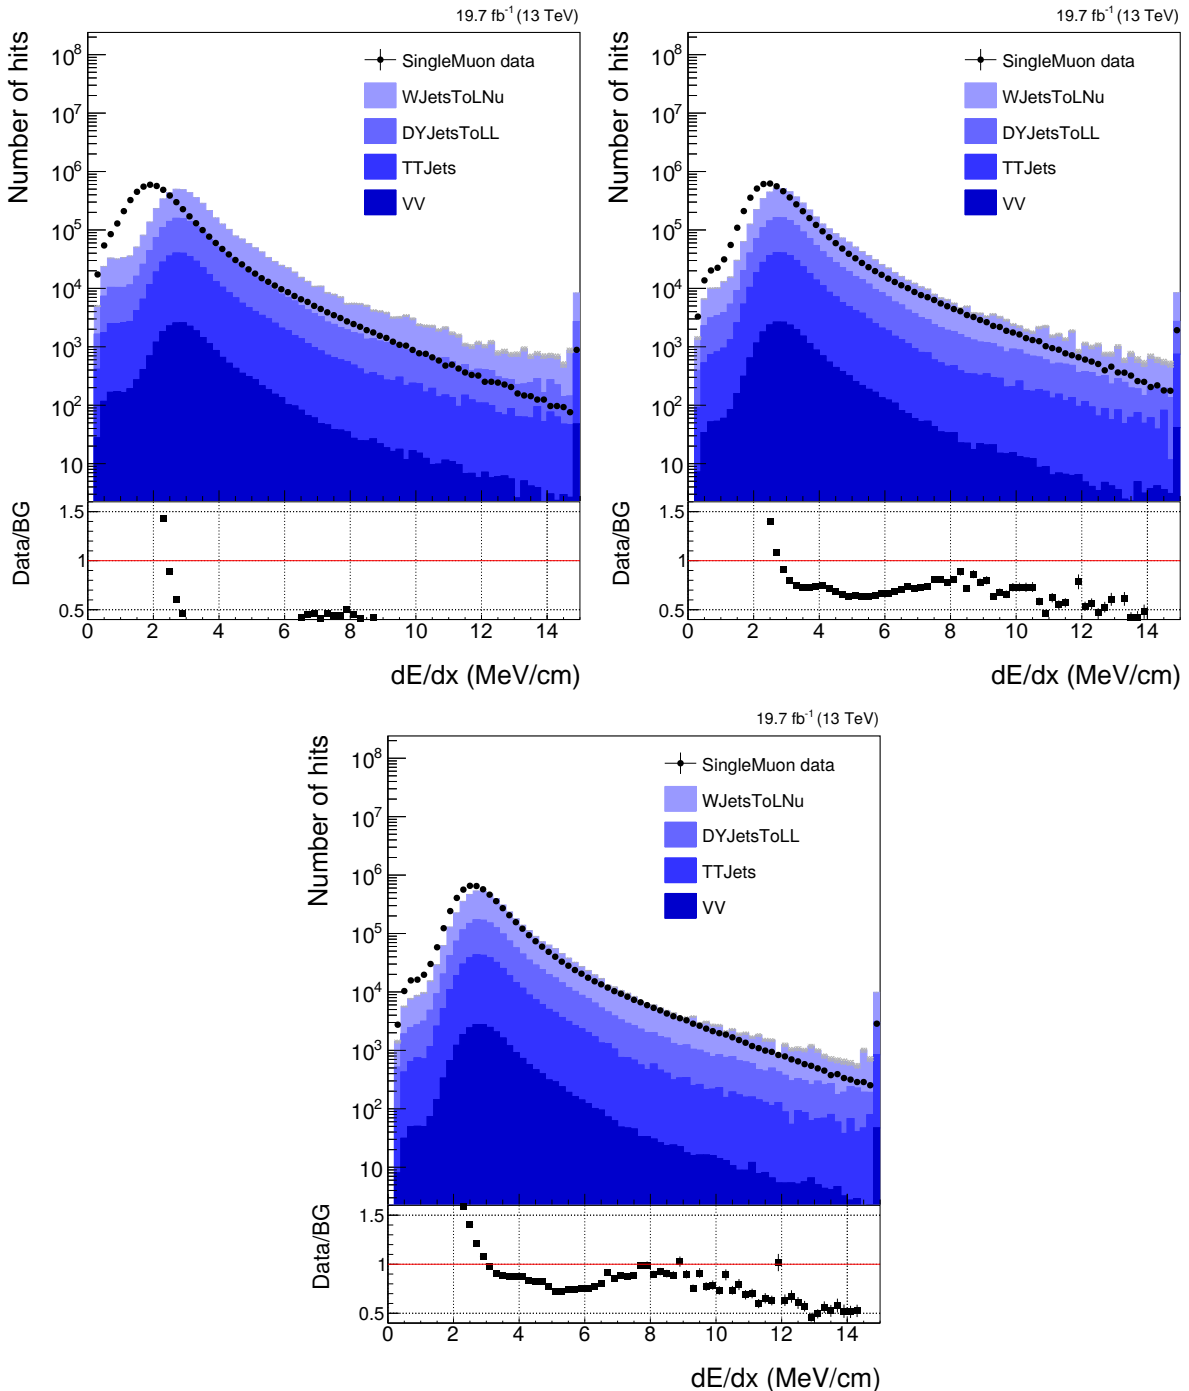 19.7 fb⁻¹ (13 TeV)
Number of hits
10⁸
10⁷
10⁶
10⁵
10⁴
10³
10²
10
SingleMuon data
WJetsToLNu
DYJetsToLL
TTJets
VV
Data/BG
1.5
1
0.5
0 2 4 6 8 10 12 14
dE/dx (MeV/cm)
19.7 fb⁻¹ (13 TeV)
Number of hits
10⁸
10⁷
10⁶
10⁵
10⁴
10³
10²
10
SingleMuon data
WJetsToLNu
DYJetsToLL
TTJets
VV
Data/BG
1.5
1
0.5
0 2 4 6 8 10 12 14
dE/dx (MeV/cm)
19.7 fb⁻¹ (13 TeV)
Number of hits
10⁸
10⁷
10⁶
10⁵
10⁴
10³
10²
10
SingleMuon data
WJetsToLNu
DYJetsToLL
TTJets
VV
Data/BG
1.5
1
0.5
0 2 4 6 8 10 12 14
dE/dx (MeV/cm)